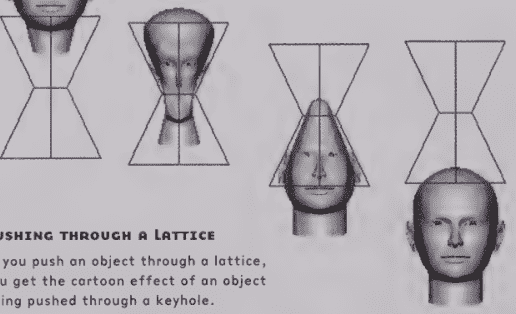 USHING THROUGH A LATTICE
you push an object through a lattice,
u get the cartoon effect of an object
ing pushed through a keyhole.